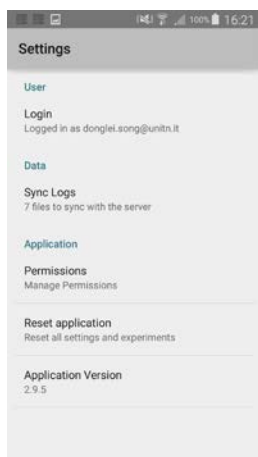 100% 16:21
Settings
User
Login
Logged in as donglei.song@unitn.it
Data
Sync Logs
7 files to sync with the server
Application
Permissions
Manage Permissions
Reset application
Reset all settings and experiments
Application Version
2.9.5